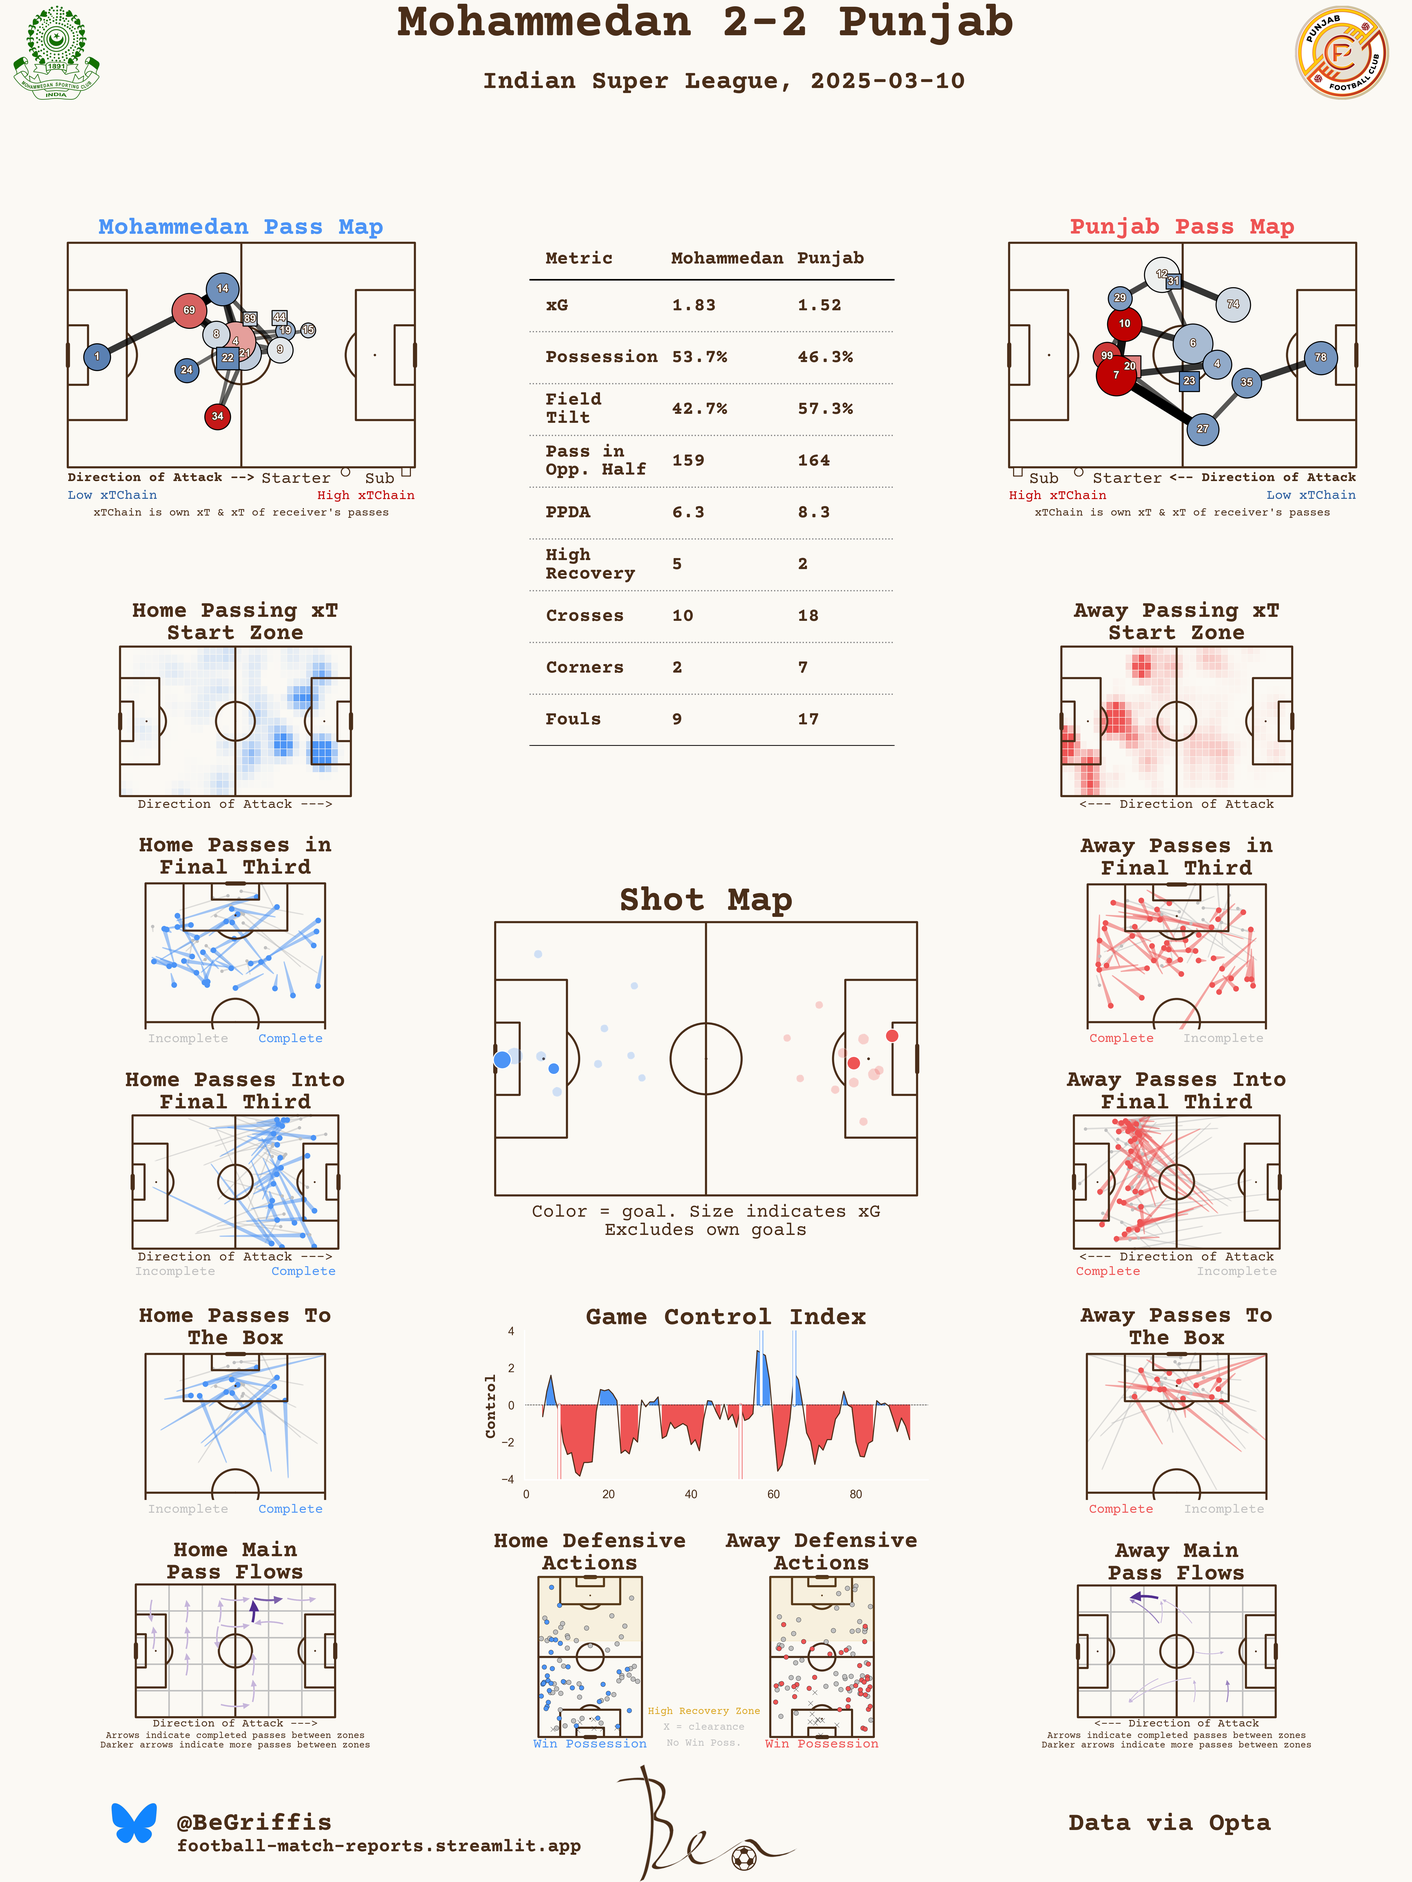 Mohammedan 2-2 Punjab
Indian Super League, 2025-03-10
1891
MOHAMMEDAN SPORTING CLUB
INDIA
PUNJAB
FOOTBALL CLUB
Mohammedan Pass Map
14
69
8
83
44
19
15
4
21
9
22
1
24
34
Direction of Attack --> Starter Sub
Low xTChain High xTChain
xTChain is own xT & xT of receiver's passes
Metric Mohammedan Punjab
xG 1.83 1.52
Possession 53.7% 46.3%
Field
Tilt 42.7% 57.3%
Pass in
Opp. Half 159 164
PPDA 6.3 8.3
High
Recovery 5 2
Crosses 10 18
Corners 2 7
Fouls 9 17
Punjab Pass Map
12
31
29
74
10
6
99
20
7
4
23
35
78
27
Sub Starter <-- Direction of Attack
High xTChain Low xTChain
xTChain is own xT & xT of receiver's passes
Home Passing xT
Start Zone
Direction of Attack --->
Away Passing xT
Start Zone
<--- Direction of Attack
Home Passes in
Final Third
Incomplete Complete
Away Passes in
Final Third
Complete Incomplete
Shot Map
Color = goal. Size indicates xG
Excludes own goals
Home Passes Into
Final Third
Direction of Attack --->
Incomplete Complete
Away Passes Into
Final Third
<--- Direction of Attack
Complete Incomplete
Home Passes To
The Box
Incomplete Complete
Game Control Index
Control
4
2
0
−2
−4
0 20 40 60 80
Away Passes To
The Box
Complete Incomplete
Home Main
Pass Flows
Direction of Attack --->
Arrows indicate completed passes between zones
Darker arrows indicate more passes between zones
Home Defensive
Actions
Win Possession
High Recovery Zone
X = clearance
No Win Poss.
Away Defensive
Actions
Win Possession
Away Main
Pass Flows
<--- Direction of Attack
Arrows indicate completed passes between zones
Darker arrows indicate more passes between zones
@BeGriffis
football-match-reports.streamlit.app
Ben
Data via Opta